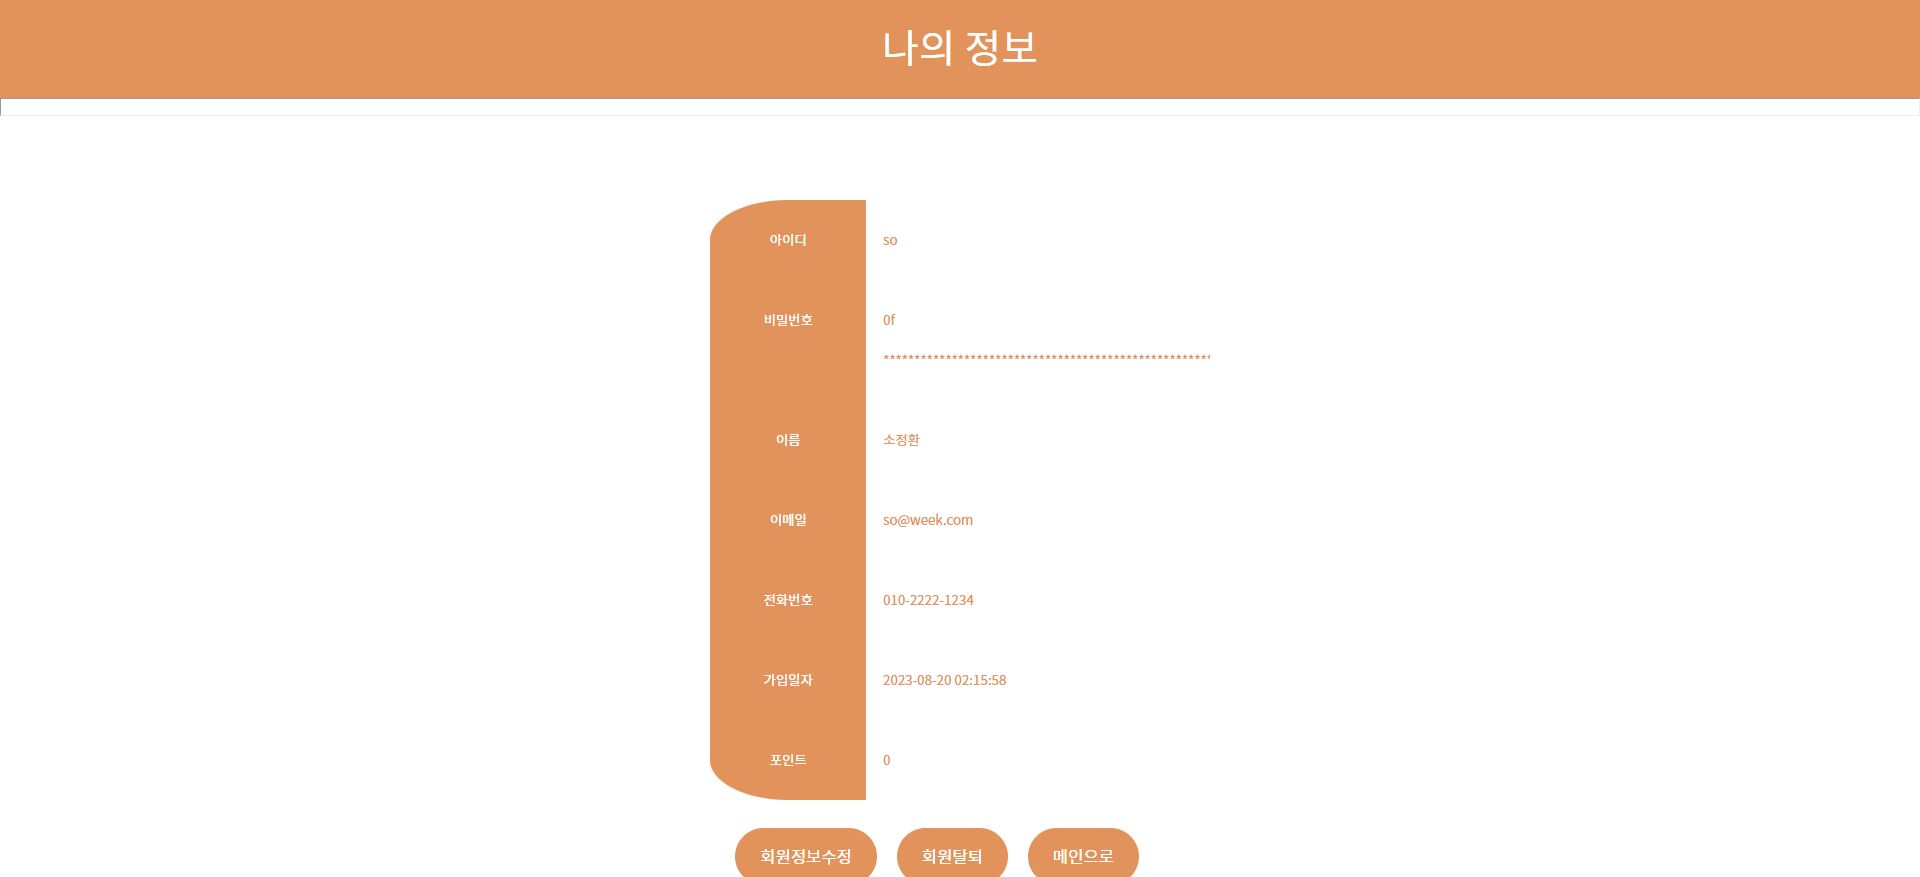 나의 정보
아이디 so
비밀번호 0f
*****************************************************
이름 소정환
이메일 so@week.com
전화번호 010-2222-1234
가입일자 2023-08-20 02:15:58
포인트 0
회원정보수정 회원탈퇴 메인으로